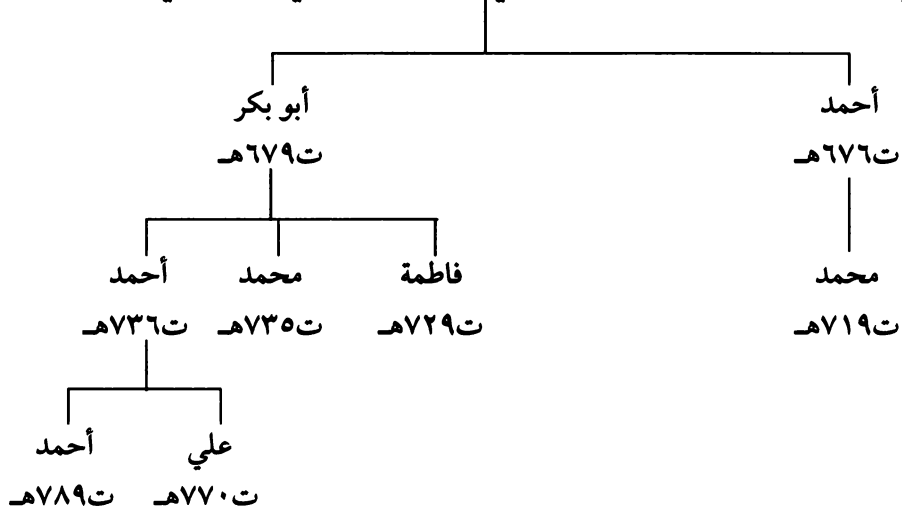 أحمد أبو بكر
ت٦٧٦هـ ت٦٧٩هـ
محمد فاطمة محمد أحمد
ت٧١٩هـ ت٧٢٩هـ ت٧٣٥هـ ت٧٣٦هـ
علي أحمد
ت٧٧٠هـ ت٧٨٩هـ